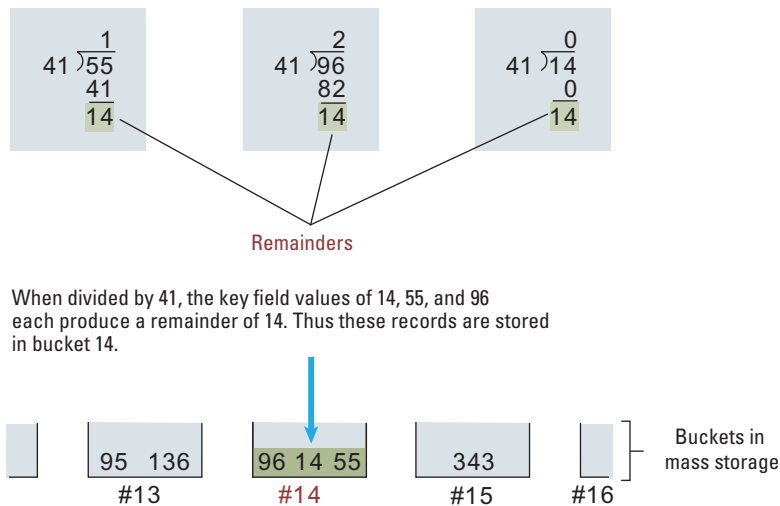 1
41 55
41
14
2
41 96
82
14
0
41 14
0
14
Remainders
When divided by 41, the key field values of 14, 55, and 96
each produce a remainder of 14. Thus these records are stored
in bucket 14.
95 136
96 14 55
343
Buckets in
mass storage
#13
#14
#15
#16